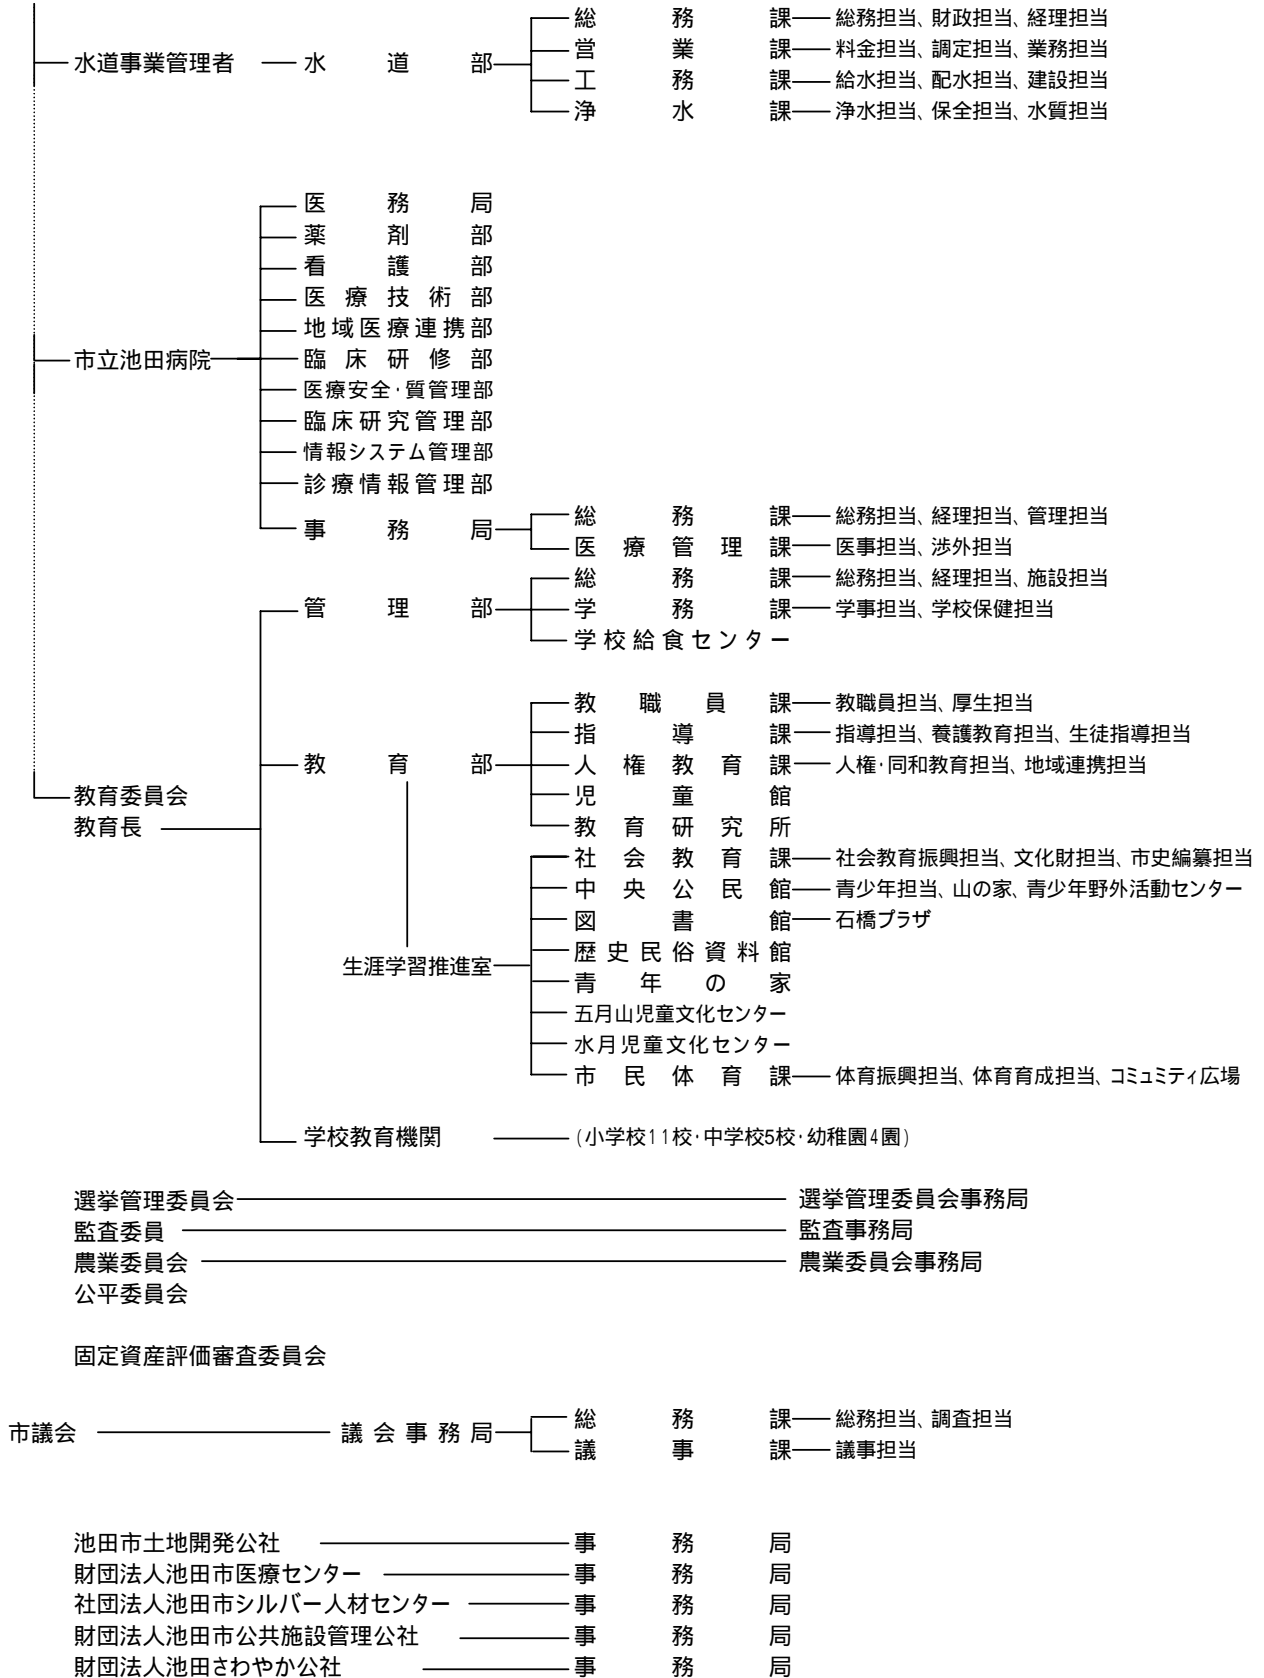 総務課 総務担当、財政担当、経理担当
営業課 料金担当、調定担当、業務担当
水道事業管理者 水道部
工務課 給水担当、配水担当、建設担当
浄水課 浄水担当、保全担当、水質担当
医務局
薬剤部
看護部
医療技術部
地域医療連携部
市立池田病院 臨床研修部
医療安全・質管理部
臨床研究管理部
情報システム管理部
診療情報管理部
総務課 総務担当、経理担当、管理担当
事務局
医療管理課 医事担当、渉外担当
総務課 総務担当、経理担当、施設担当
管理部 学務課 学事担当、学校保健担当
学校給食センター
教職員課 教職員担当、厚生担当
指導課 指導担当、養護教育担当、生徒指導担当
教育部 人権教育課 人権・同和教育担当、地域連携担当
教育委員会 児童館
教育長 教育研究所
社会教育課 社会教育振興担当、文化財担当、市史編纂担当
中央公民館 青少年担当、山の家、青少年野外活動センター
図書館 石橋プラザ
歴史民俗資料館
生涯学習推進室
青年の家
五月山児童文化センター
水月児童文化センター
市民体育課 体育振興担当、体育育成担当、コミュミティ広場
学校教育機関 (小学校11校・中学校5校・幼稚園4園)
選挙管理委員会 選挙管理委員会事務局
監査委員 監査事務局
農業委員会 農業委員会事務局
公平委員会
固定資産評価審査委員会
総務課 総務担当、調査担当
市議会 議会事務局
議事課 議事担当
池田市土地開発公社 事務局
財団法人池田市医療センター 事務局
社団法人池田市シルバー人材センター 事務局
財団法人池田市公共施設管理公社 事務局
財団法人池田さわやか公社 事務局